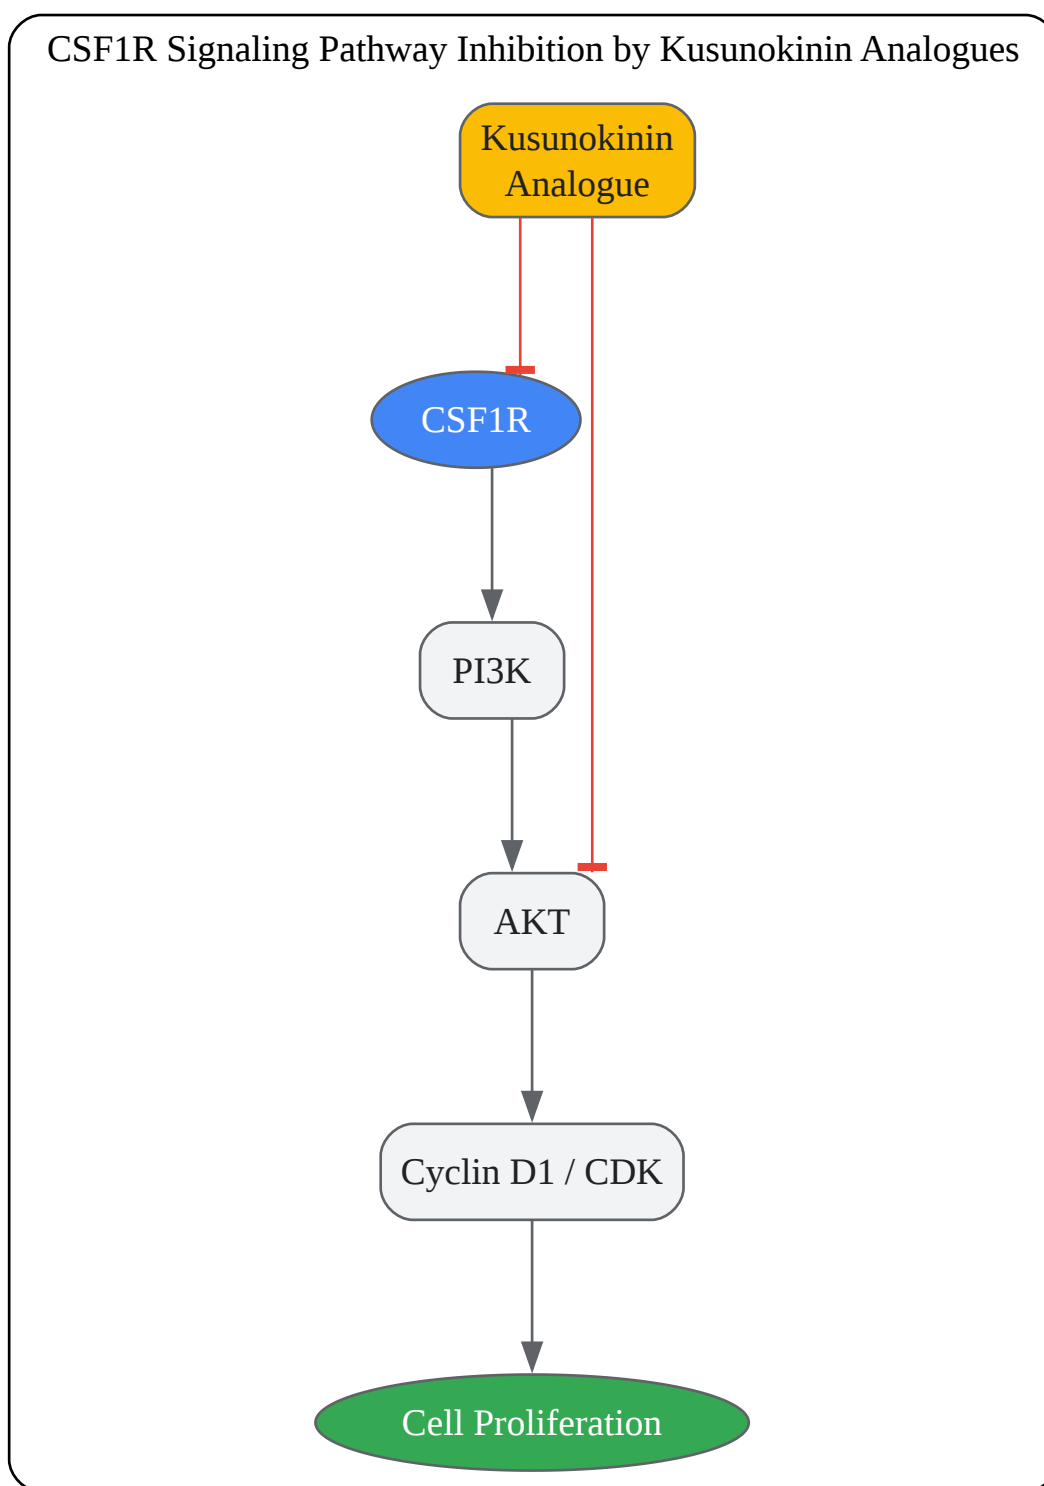 CSF1R Signaling Pathway Inhibition by Kusunokinin Analogues
Kusunokinin
Analogue
CSF1R
PI3K
AKT
Cyclin D1 / CDK
Cell Proliferation